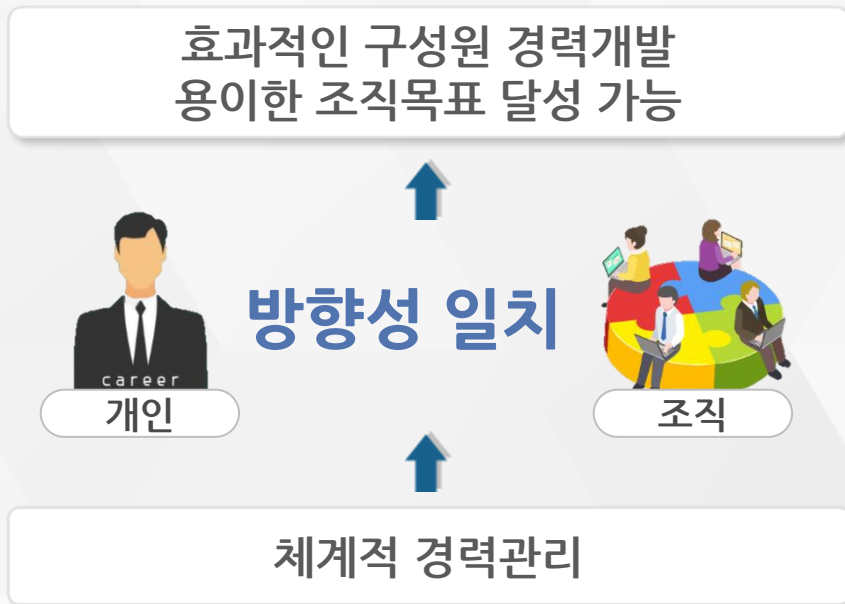 효과적인 구성원 경력개발
용이한 조직목표 달성 가능
방향성 일치
career
개인
조직
체계적 경력관리